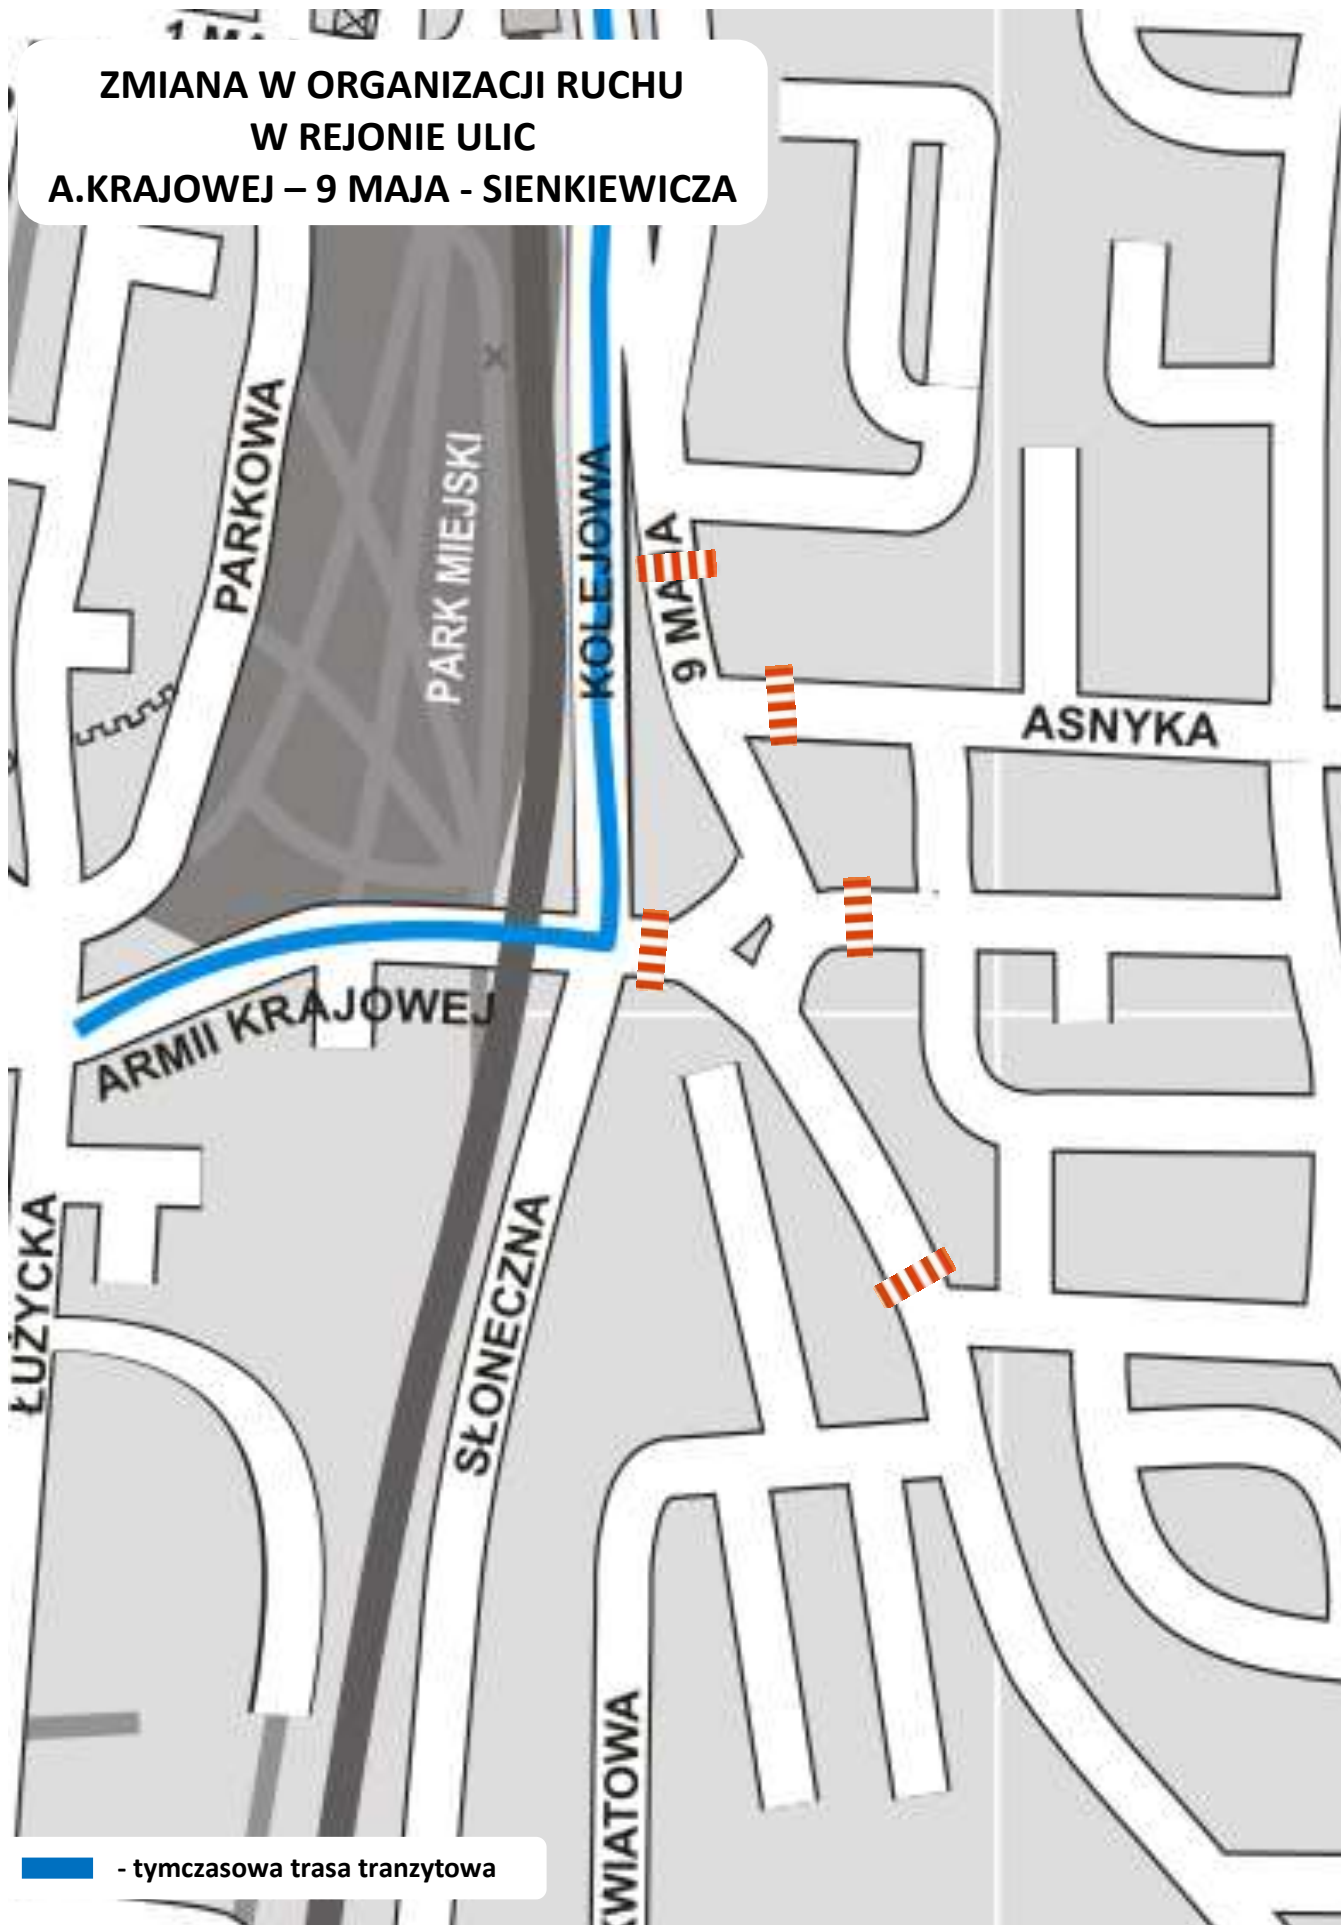 ZMIANA W ORGANIZACJI RUCHU
W REJONIE ULIC
A.KRAJOWEJ – 9 MAJA - SIENKIEWICZA
PARKOWA
PARK MIEJSKI
KOLEJOWA
9 MAJA
ASNYKA
ARMII KRAJOWEJ
ŁUŻYCKA
SŁONECZNA
KWIATOWA
- tymczasowa trasa tranzytowa